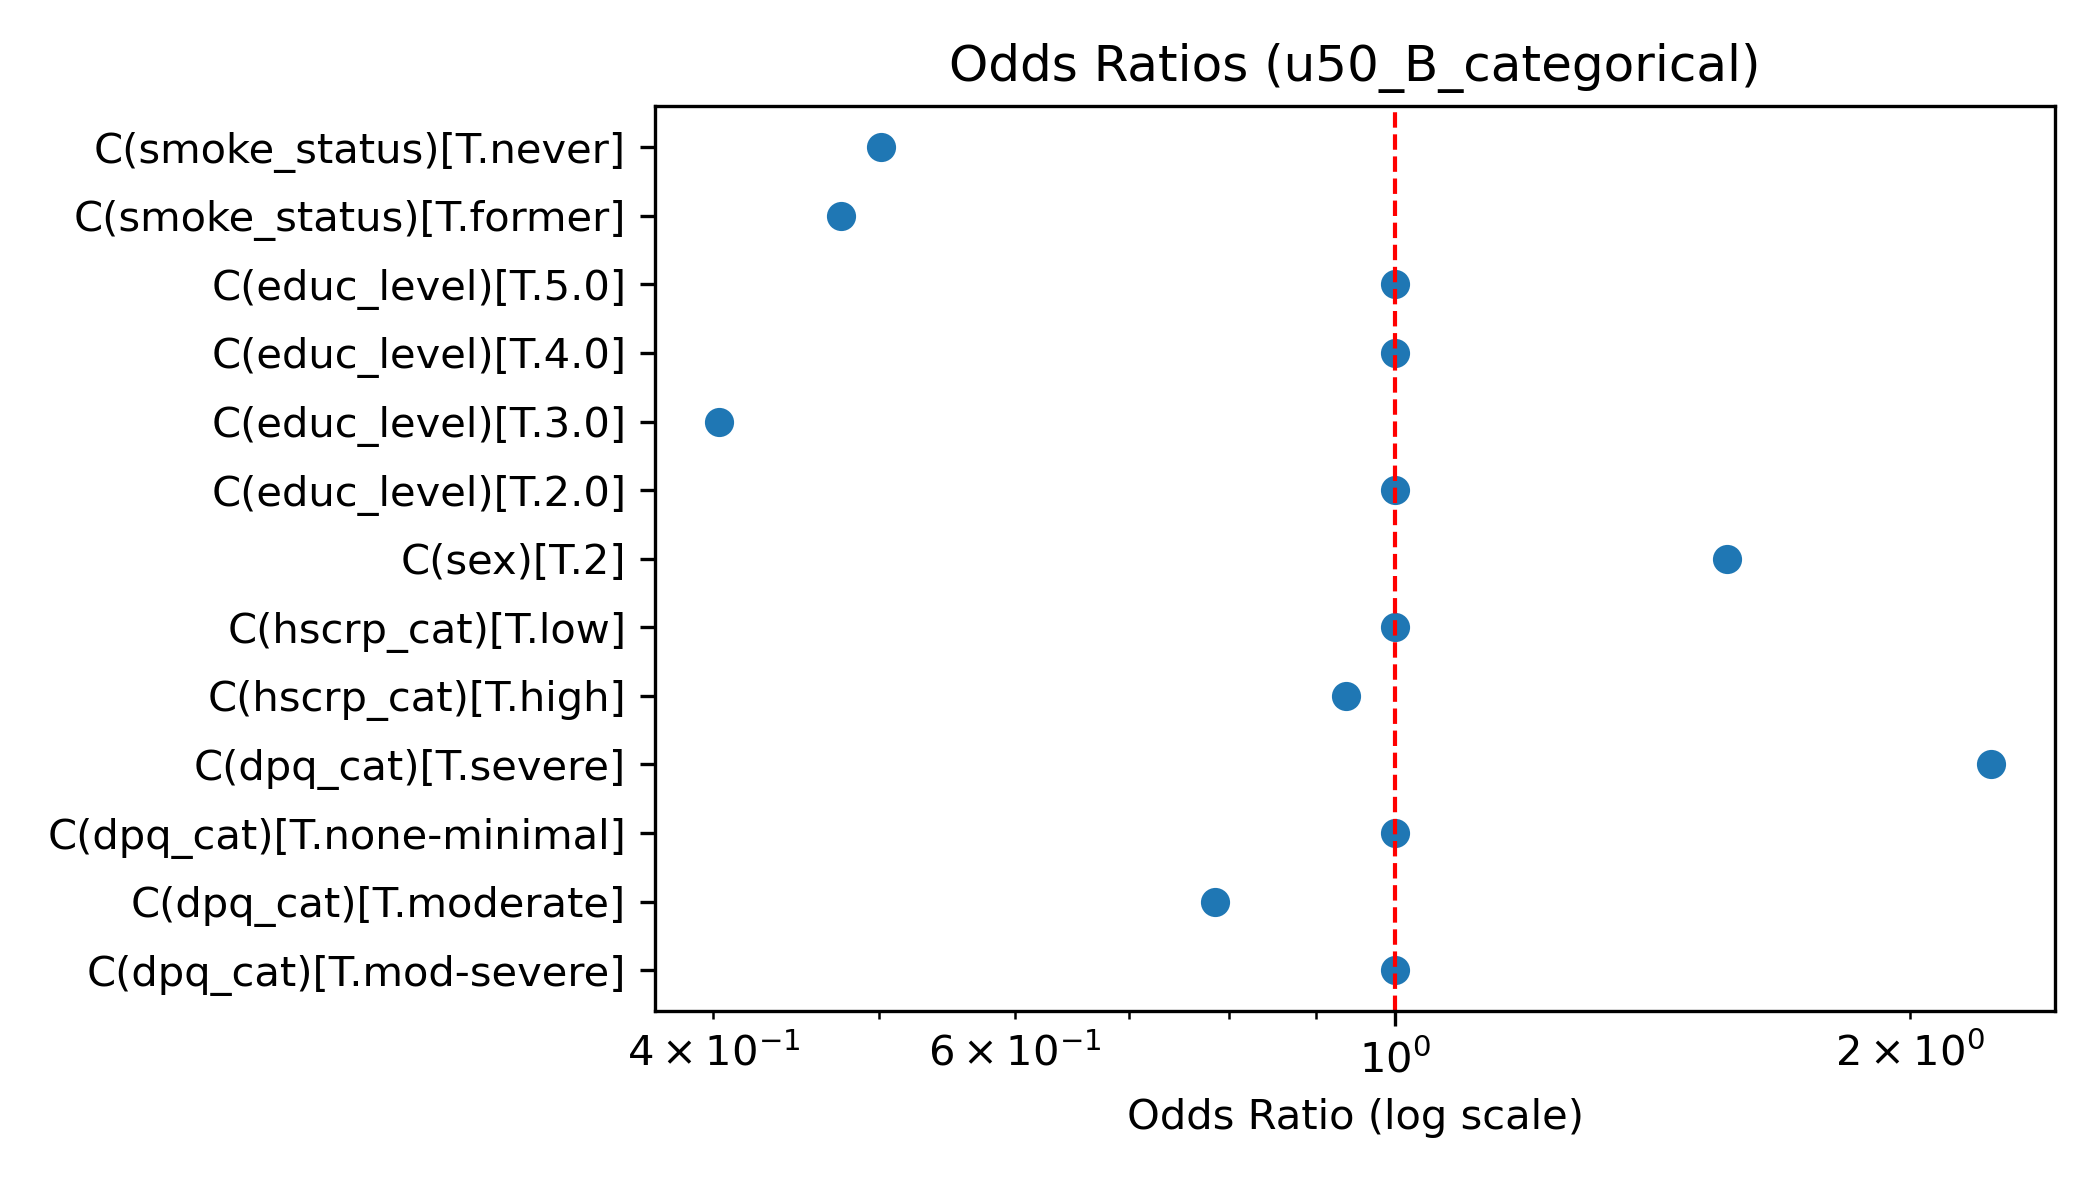 Odds Ratios (u50_B_categorical)
C(smoke_status)[T.never]
C(smoke_status)[T.former]
C(educ_level)[T.5.0]
C(educ_level)[T.4.0]
C(educ_level)[T.3.0]
C(educ_level)[T.2.0]
C(sex)[T.2]
C(hscrp_cat)[T.low]
C(hscrp_cat)[T.high]
C(dpq_cat)[T.severe]
C(dpq_cat)[T.none-minimal]
C(dpq_cat)[T.moderate]
C(dpq_cat)[T.mod-severe]
4 × 10⁻¹ 6 × 10⁻¹ 10⁰ 2 × 10⁰
Odds Ratio (log scale)